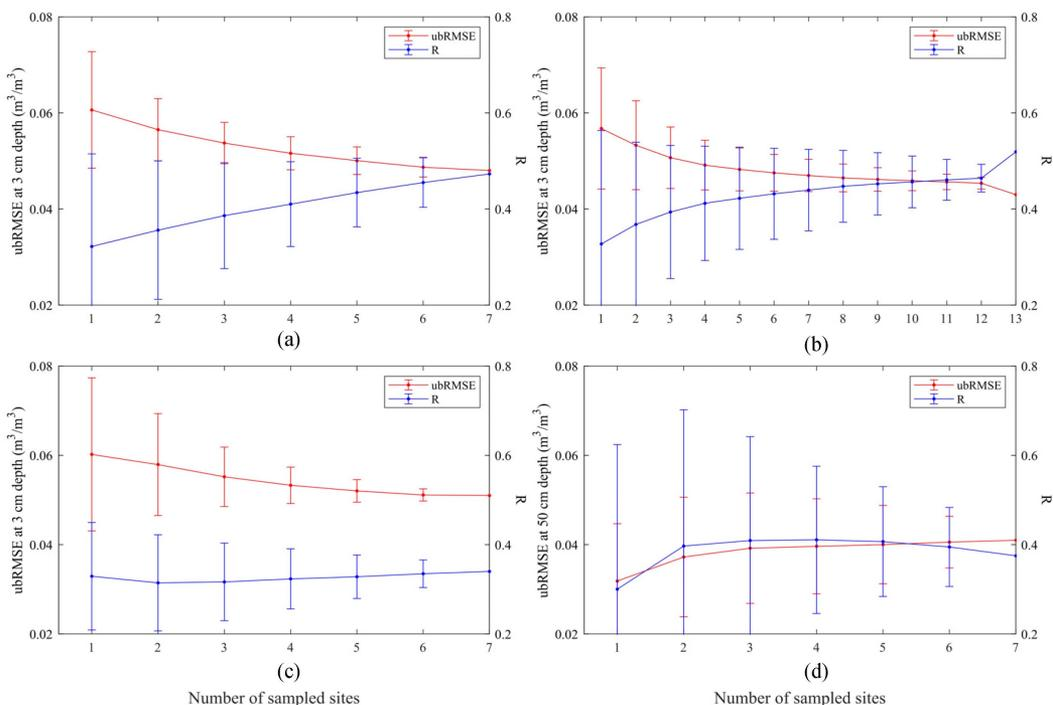 0.08
0.06
0.04
0.02
ubRMSE at 3 cm depth (m³/m³)
ubRMSE
R
0.8
0.6
0.4
0.2
R
1 2 3 4 5 6 7
(a)
0.08
0.06
0.04
0.02
ubRMSE at 3 cm depth (m³/m³)
ubRMSE
R
0.8
0.6
0.4
0.2
R
1 2 3 4 5 6 7 8 9 10 11 12 13
(b)
0.08
0.06
0.04
0.02
ubRMSE at 3 cm depth (m³/m³)
ubRMSE
R
0.8
0.6
0.4
0.2
R
1 2 3 4 5 6 7
(c)
Number of sampled sites
0.08
0.06
0.04
0.02
ubRMSE at 50 cm depth (m³/m³)
ubRMSE
R
0.8
0.6
0.4
0.2
R
1 2 3 4 5 6 7
(d)
Number of sampled sites